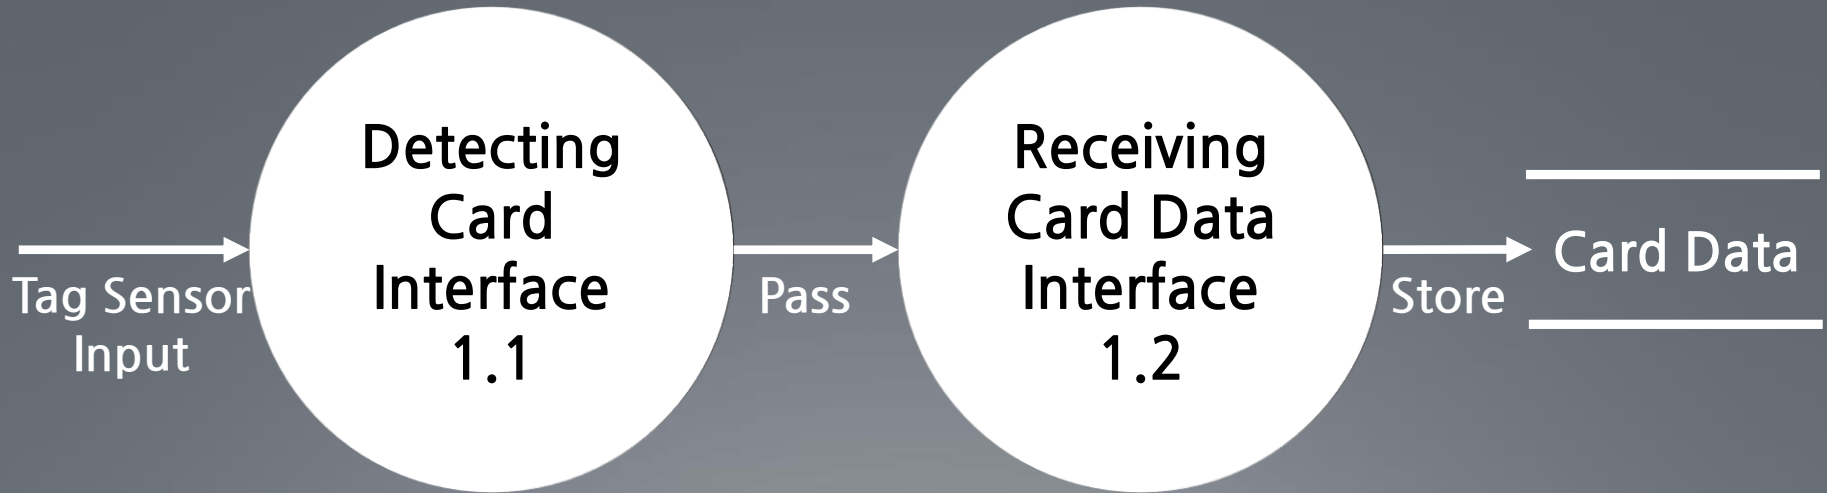 Tag Sensor
Input
Detecting
Card
Interface
1.1
Pass
Receiving
Card Data
Interface
1.2
Store
Card Data